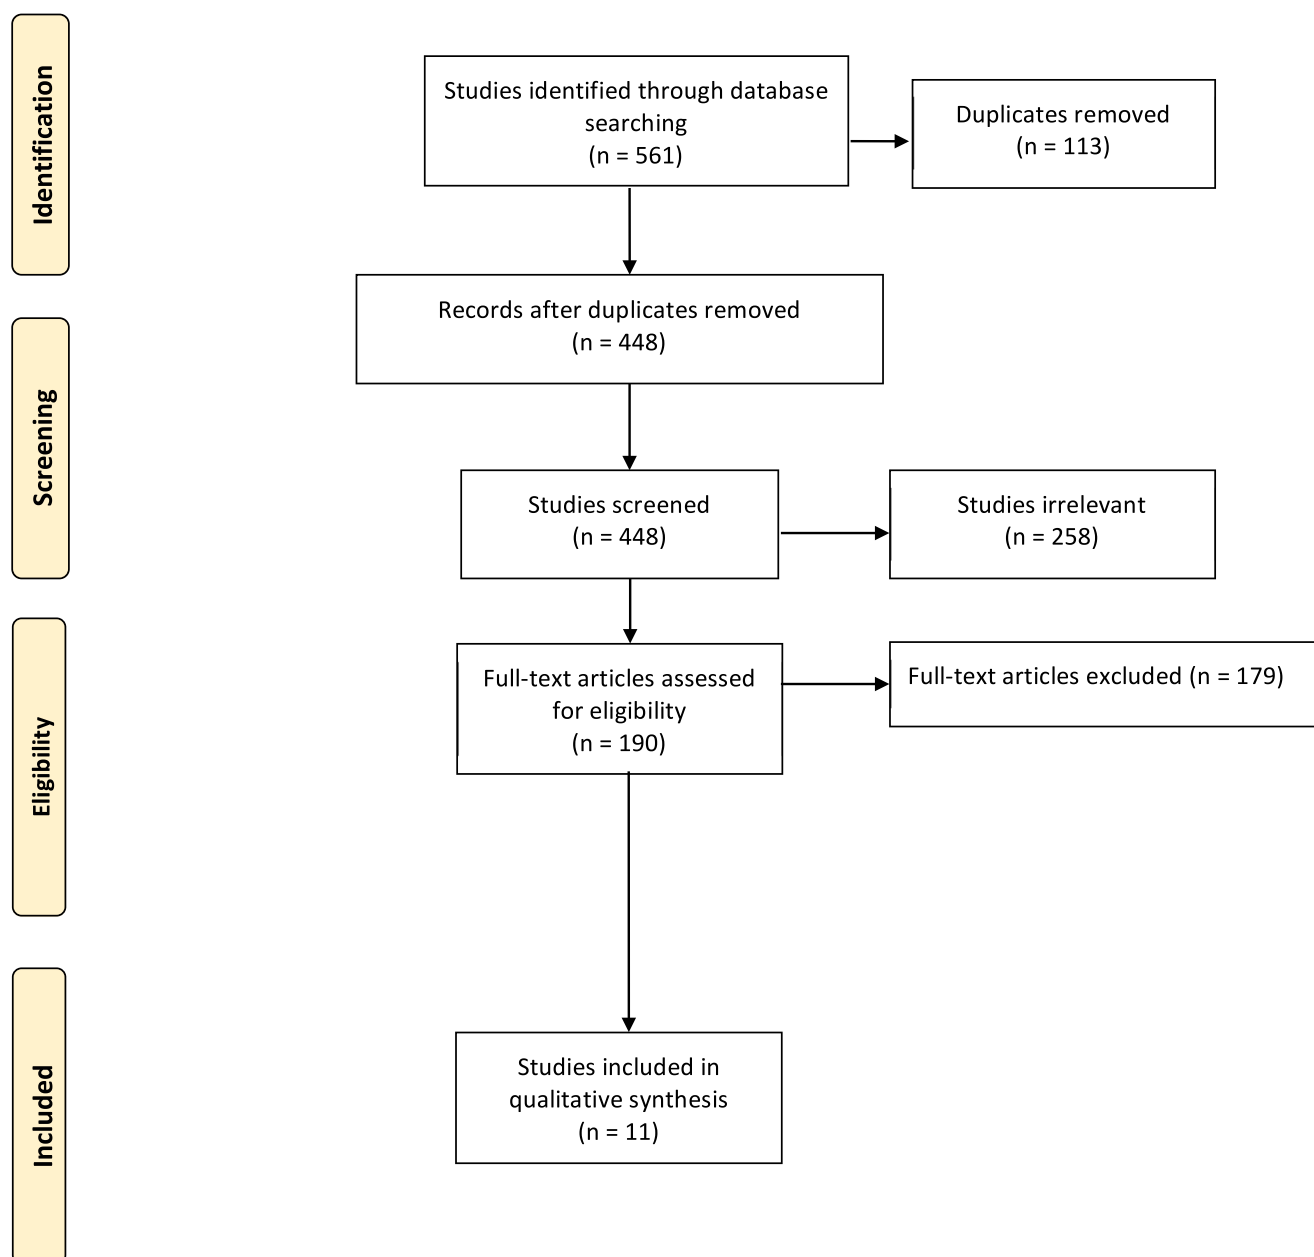 Identification
Studies identified through database
searching
(n = 561)
Duplicates removed
(n = 113)
Records after duplicates removed
(n = 448)
Screening
Studies screened
(n = 448)
Studies irrelevant
(n = 258)
Eligibility
Full-text articles assessed
for eligibility
(n = 190)
Full-text articles excluded (n = 179)
Included
Studies included in
qualitative synthesis
(n = 11)